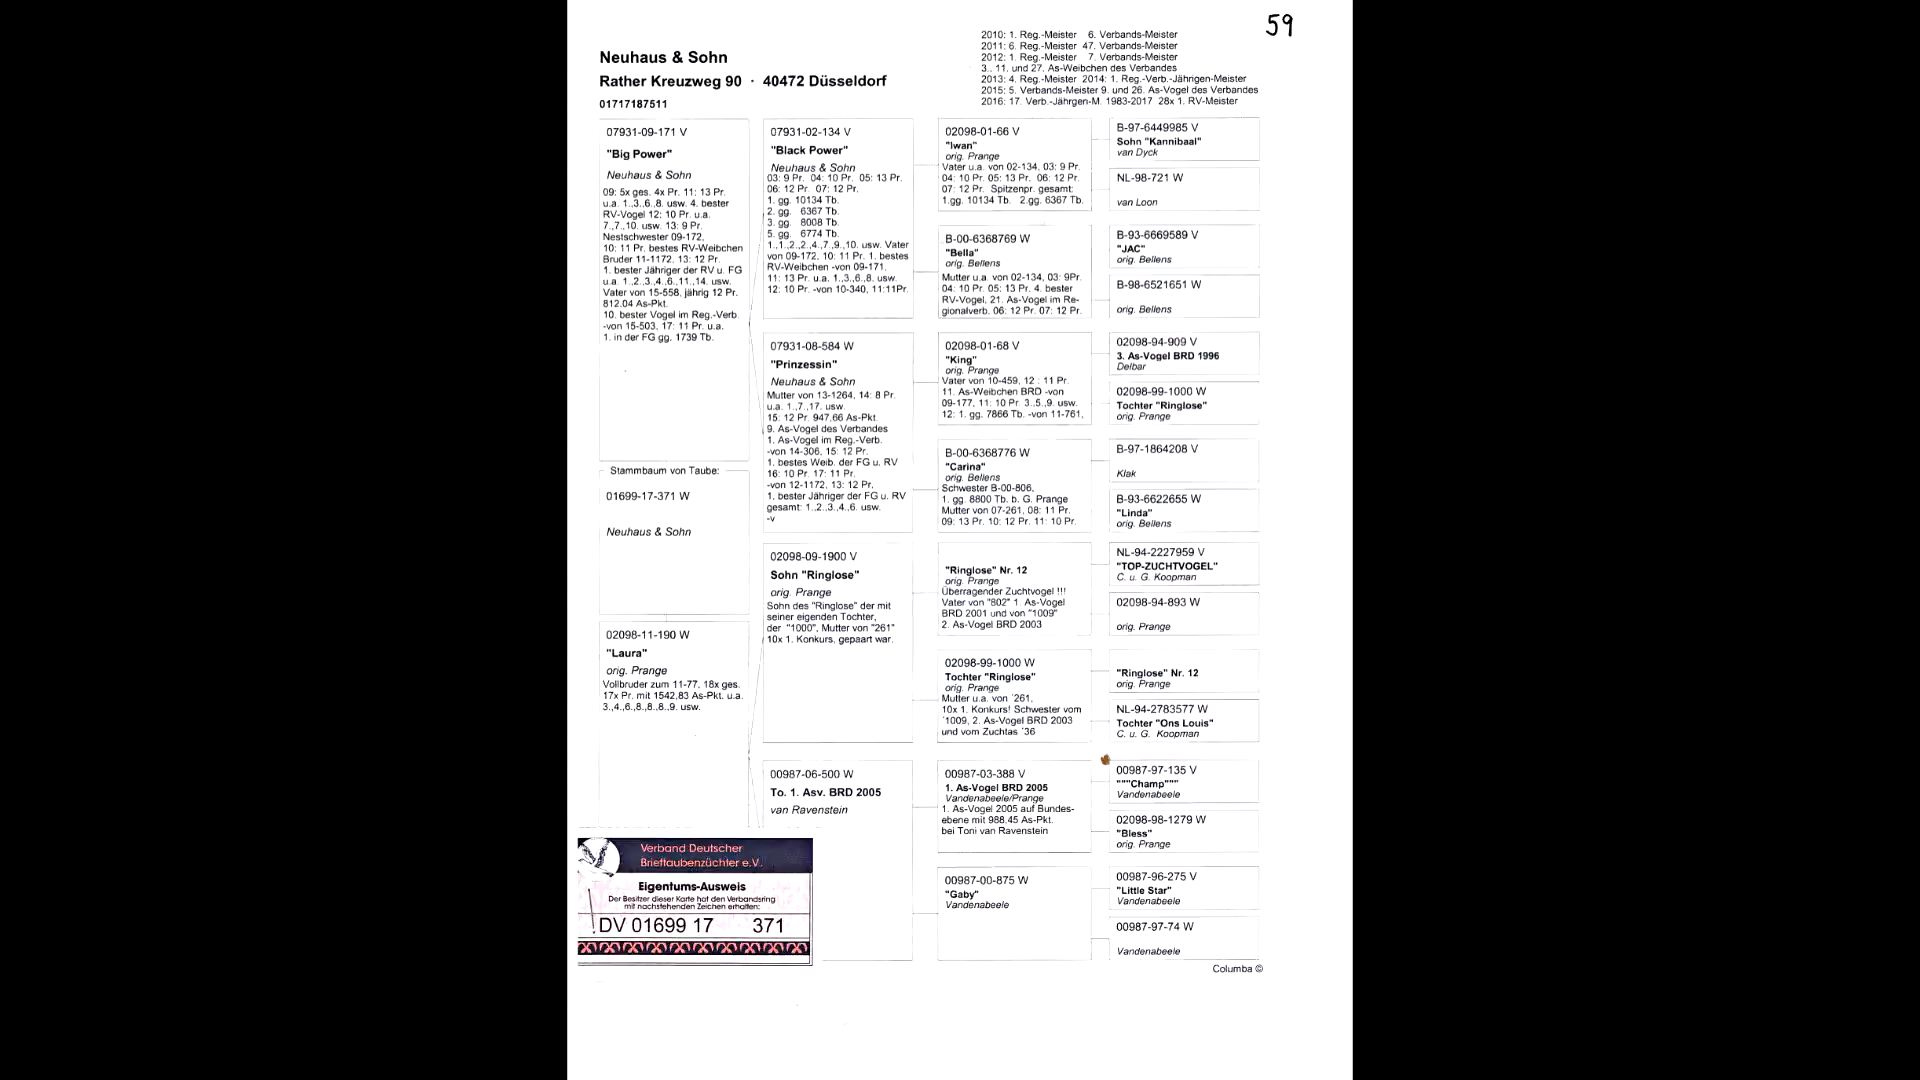 59
2010: 1. Reg.-Meister 6. Verbands-Meister
2011: 6. Reg.-Meister 47. Verbands-Meister
2012: 1. Reg.-Meister 7. Verbands-Meister
3.. 11. und 27. As-Weibchen des Verbandes
2013: 4. Reg.-Meister 2014: 1. Reg.-Verb.-Jährigen-Meister
2015: 5. Verbands-Meister 9. und 26. As-Vogel des Verbandes
2016: 17. Verb.-Jährgen-M. 1983-2017 28x 1. RV-Meister
Neuhaus & Sohn
Rather Kreuzweg 90 · 40472 Düsseldorf
01717187511
07931-09-171 V
"Big Power"
Neuhaus & Sohn
09: 5x ges. 4x Pr. 11: 13 Pr.
u.a. 1.,3.,6.,8. usw. 4. bester
RV-Vogel 12: 10 Pr. u.a.
7.,7.,10. usw. 13: 9 Pr.
Nestschwester 09-172,
10: 11 Pr. bestes RV-Weibchen
Bruder 11-1172, 13: 12 Pr.
1. bester Jähriger der RV u. FG
u.a. 1.,2.,3.,4.,6.,11.,14. usw.
Vater von 15-558, jährig 12 Pr.
812,04 As-Pkt.
10. bester Vogel im Reg.-Verb.
-von 15-503, 17: 11 Pr. u.a.
1. in der FG gg. 1739 Tb.
Stammbaum von Taube:
01699-17-371 W
Neuhaus & Sohn
02098-11-190 W
"Laura"
orig. Prange
Vollbruder zum 11-77, 18x ges.
17x Pr. mit 1542,83 As-Pkt. u.a.
3.,4.,6.,8.,8.,8.,9. usw.
07931-02-134 V
"Black Power"
Neuhaus & Sohn
03: 9 Pr. 04: 10 Pr. 05: 13 Pr.
06: 12 Pr. 07: 12 Pr.
1. gg. 10134 Tb.
2. gg. 6367 Tb.
3. gg. 8008 Tb.
5. gg. 6774 Tb.
1.,1.,2.,2.,4.,7.,9.,10. usw. Vater
von 09-172, 10: 11 Pr. 1. bestes
RV-Weibchen -von 09-171,
11: 13 Pr. u.a. 1.,3.,6.,8. usw.
12: 10 Pr. -von 10-340, 11:11Pr.
07931-08-584 W
"Prinzessin"
Neuhaus & Sohn
Mutter von 13-1264, 14: 8 Pr.
u.a. 1.,7.,17. usw.
15: 12 Pr. 947,66 As-Pkt.
9. As-Vogel des Verbandes
1. As-Vogel im Reg.-Verb.
-von 14-306, 15: 12 Pr.
1. bestes Weib. der FG u. RV
16: 10 Pr. 17: 11 Pr.
-von 12-1172, 13: 12 Pr.
1. bester Jähriger der FG u. RV
gesamt: 1.,2.,3.,4.,6. usw.
-v
02098-09-1900 V
Sohn "Ringlose"
orig. Prange
Sohn des "Ringlose" der mit
seiner eigenden Tochter,
der "1000", Mutter von "261"
10x 1. Konkurs, gepaart war.
00987-06-500 W
To. 1. Asv. BRD 2005
van Ravenstein
02098-01-66 V
"Iwan"
orig. Prange
Vater u.a. von 02-134, 03: 9 Pr.
04: 10 Pr. 05: 13 Pr. 06: 12 Pr.
07: 12 Pr. Spitzenpr. gesamt:
1.gg. 10134 Tb. 2.gg. 6367 Tb.
B-00-6368769 W
"Bella"
orig. Bellens
Mutter u.a. von 02-134, 03: 9Pr.
04: 10 Pr. 05: 13 Pr. 4. bester
RV-Vogel, 21. As-Vogel im Re-
gionalverb. 06: 12 Pr. 07: 12 Pr.
02098-01-68 V
"King"
orig. Prange
Vater von 10-459, 12 : 11 Pr.
11. As-Weibchen BRD -von
09-177, 11: 10 Pr. 3.,5.,9. usw.
12: 1. gg. 7866 Tb. -von 11-761,
B-00-6368776 W
"Carina"
orig. Bellens
Schwester B-00-806,
1. gg. 8800 Tb. b. G. Prange
Mutter von 07-261, 08: 11 Pr.
09: 13 Pr. 10: 12 Pr. 11: 10 Pr.
"Ringlose" Nr. 12
orig. Prange
Überragender Zuchtvogel !!!
Vater von "802" 1. As-Vogel
BRD 2001 und von "1009"
2. As-Vogel BRD 2003
02098-99-1000 W
Tochter "Ringlose"
orig. Prange
Mutter u.a. von ´261,
10x 1. Konkurs! Schwester vom
´1009, 2. As-Vogel BRD 2003
und vom Zuchtas ´36
00987-03-388 V
1. As-Vogel BRD 2005
Vandenabeele/Prange
1. As-Vogel 2005 auf Bundes-
ebene mit 988,45 As-Pkt.
bei Toni van Ravenstein
00987-00-875 W
"Gaby"
Vandenabeele
B-97-6449985 V
Sohn "Kannibaal"
van Dyck
NL-98-721 W
van Loon
B-93-6669589 V
"JAC"
orig. Bellens
B-98-6521651 W
orig. Bellens
02098-94-909 V
3. As-Vogel BRD 1996
Delbar
02098-99-1000 W
Tochter "Ringlose"
orig. Prange
B-97-1864208 V
Klak
B-93-6622655 W
"Linda"
orig. Bellens
NL-94-2227959 V
"TOP-ZUCHTVOGEL"
C. u. G. Koopman
02098-94-893 W
orig. Prange
"Ringlose" Nr. 12
orig. Prange
NL-94-2783577 W
Tochter "Ons Louis"
C. u. G. Koopman
00987-97-135 V
"""Champ"""
Vandenabeele
02098-98-1279 W
"Bless"
orig. Prange
00987-96-275 V
"Little Star"
Vandenabeele
00987-97-74 W
Vandenabeele
Columba ©
Verband Deutscher
Brieftaubenzüchter e.V.
Eigentums-Ausweis
Der Besitzer dieser Karte hat den Verbandsring
mit nachstehenden Zeichen erhalten:
DV 01699 17 371